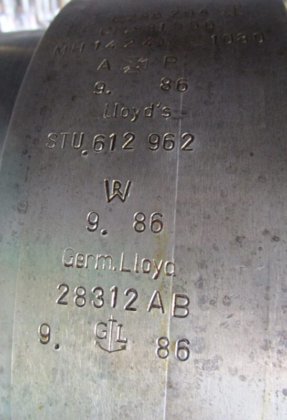 A P
9. 86
Lloyd's
STU.612 962
9. 86
Germ.Lloyd
28312 AB
9. GL 86